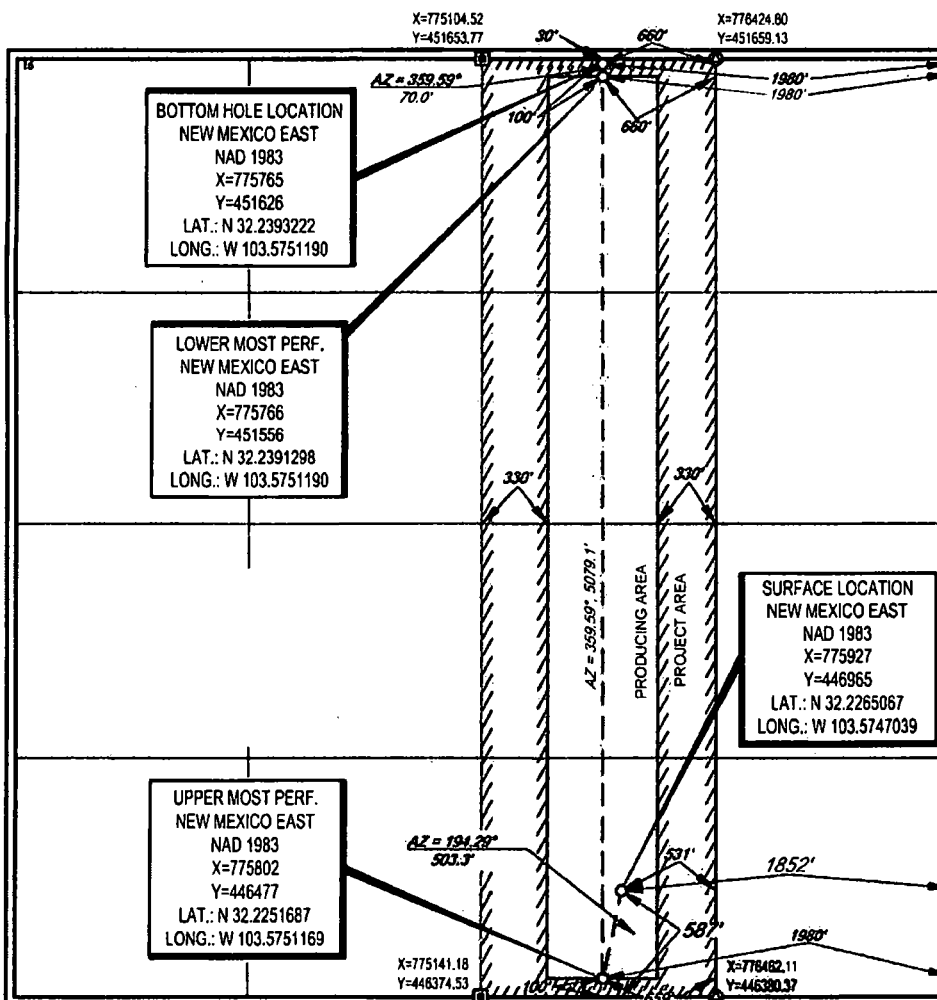 X=775104.52
Y=451653.77
X=776424.80
Y=451659.13
30'
660'
AZ = 359.59°
70.0'
1980'
1980'
100'
660'
BOTTOM HOLE LOCATION
NEW MEXICO EAST
NAD 1983
X=775765
Y=451626
LAT.: N 32.2393222
LONG.: W 103.5751190
LOWER MOST PERF.
NEW MEXICO EAST
NAD 1983
X=775766
Y=451556
LAT.: N 32.2391298
LONG.: W 103.5751190
330'
330'
AZ = 359.59°, 5079.1'
PRODUCING AREA
PROJECT AREA
SURFACE LOCATION
NEW MEXICO EAST
NAD 1983
X=775927
Y=446965
LAT.: N 32.2265067
LONG.: W 103.5747039
UPPER MOST PERF.
NEW MEXICO EAST
NAD 1983
X=775802
Y=446477
LAT.: N 32.2251687
LONG.: W 103.5751169
AZ = 194.29°
503.3'
531'
1852'
587'
1980'
X=775141.18
Y=446374.53
X=776462.11
Y=446380.37
100'